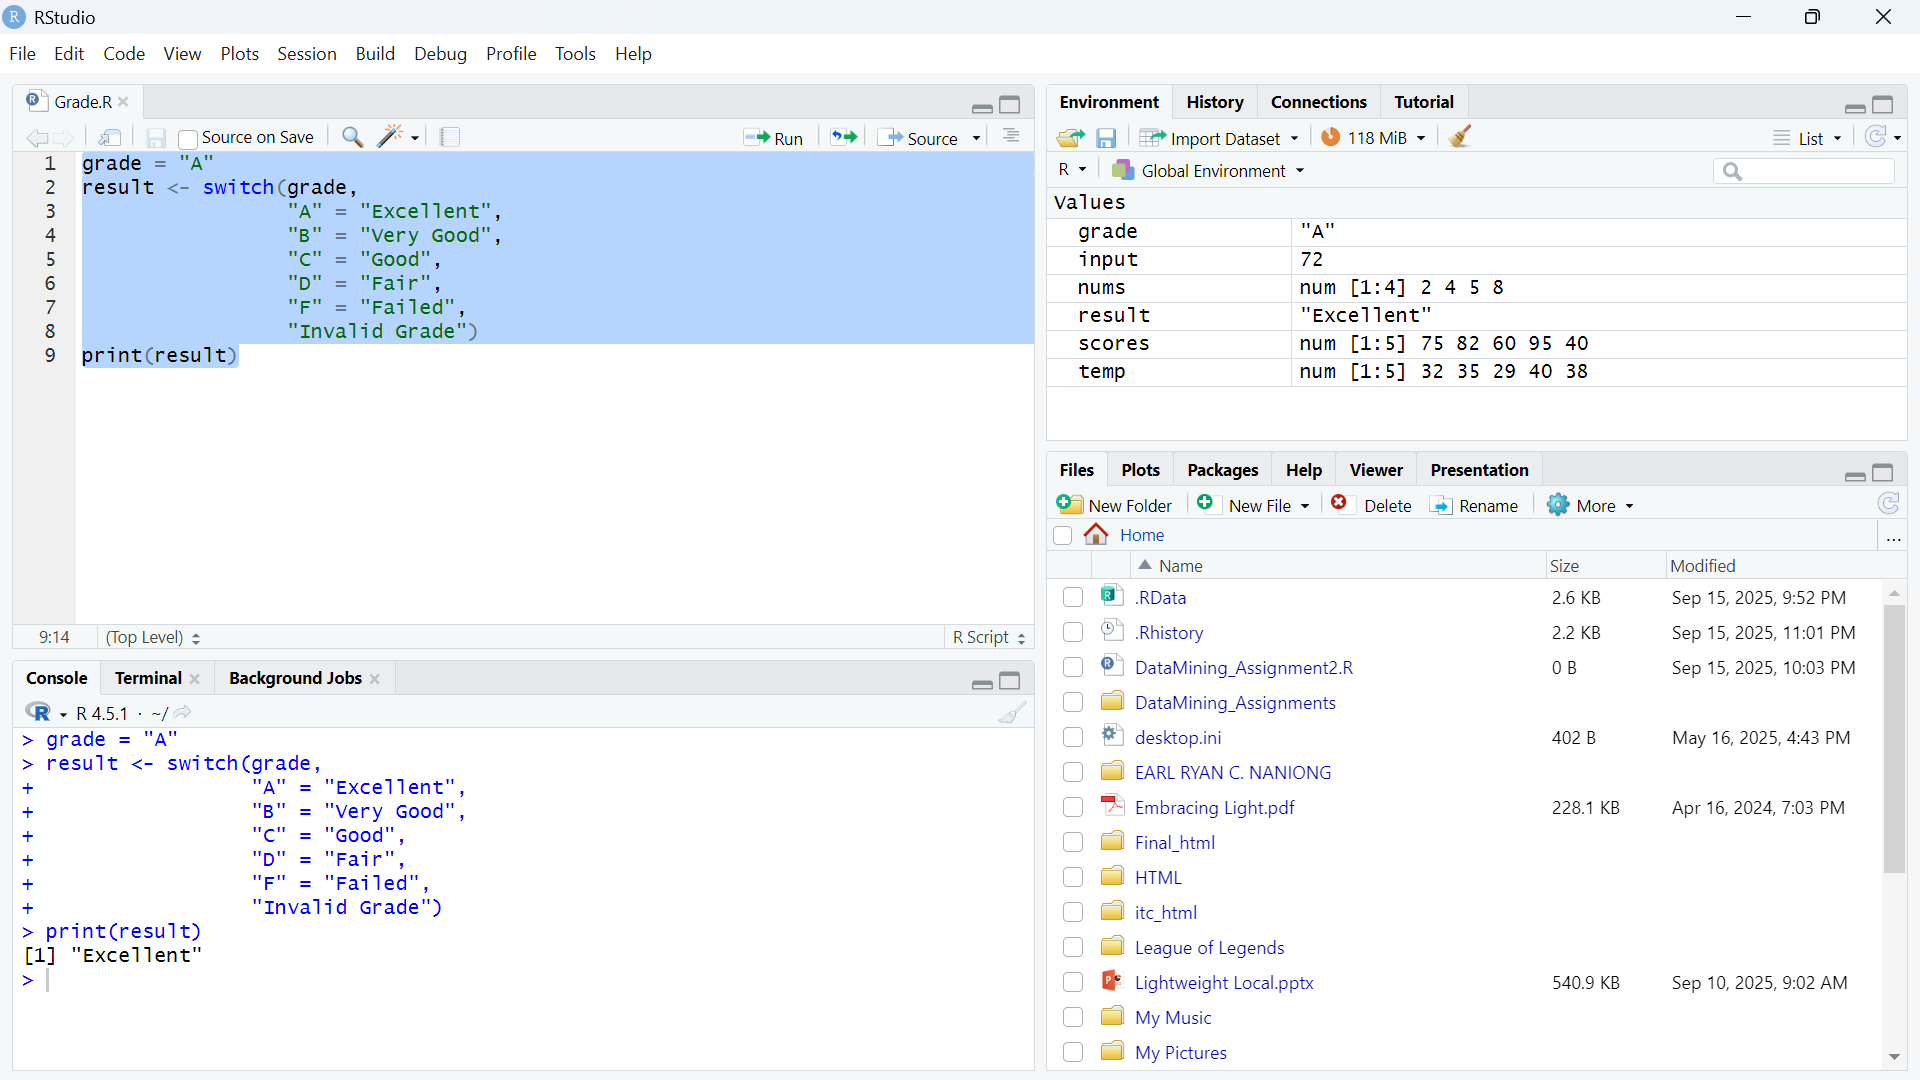 RStudio
File Edit Code View Plots Session Build Debug Profile Tools Help
Grade.R
Source on Save Run Source
1 grade = "A"
2 result <- switch(grade,
3 "A" = "Excellent",
4 "B" = "Very Good",
5 "C" = "Good",
6 "D" = "Fair",
7 "F" = "Failed",
8 "Invalid Grade")
9 print(result)
9:14 (Top Level) R Script
Console Terminal Background Jobs
R 4.5.1 · ~/
> grade = "A"
> result <- switch(grade,
+ "A" = "Excellent",
+ "B" = "Very Good",
+ "C" = "Good",
+ "D" = "Fair",
+ "F" = "Failed",
+ "Invalid Grade")
> print(result)
[1] "Excellent"
>
Environment History Connections Tutorial
Import Dataset 118 MiB List
R Global Environment
Values
grade "A"
input 72
nums num [1:4] 2 4 5 8
result "Excellent"
scores num [1:5] 75 82 60 95 40
temp num [1:5] 32 35 29 40 38
Files Plots Packages Help Viewer Presentation
New Folder New File Delete Rename More
Home ...
Name Size Modified
.RData 2.6 KB Sep 15, 2025, 9:52 PM
.Rhistory 2.2 KB Sep 15, 2025, 11:01 PM
DataMining_Assignment2.R 0 B Sep 15, 2025, 10:03 PM
DataMining_Assignments
desktop.ini 402 B May 16, 2025, 4:43 PM
EARL RYAN C. NANIONG
Embracing Light.pdf 228.1 KB Apr 16, 2024, 7:03 PM
Final_html
HTML
itc_html
League of Legends
Lightweight Local.pptx 540.9 KB Sep 10, 2025, 9:02 AM
My Music
My Pictures